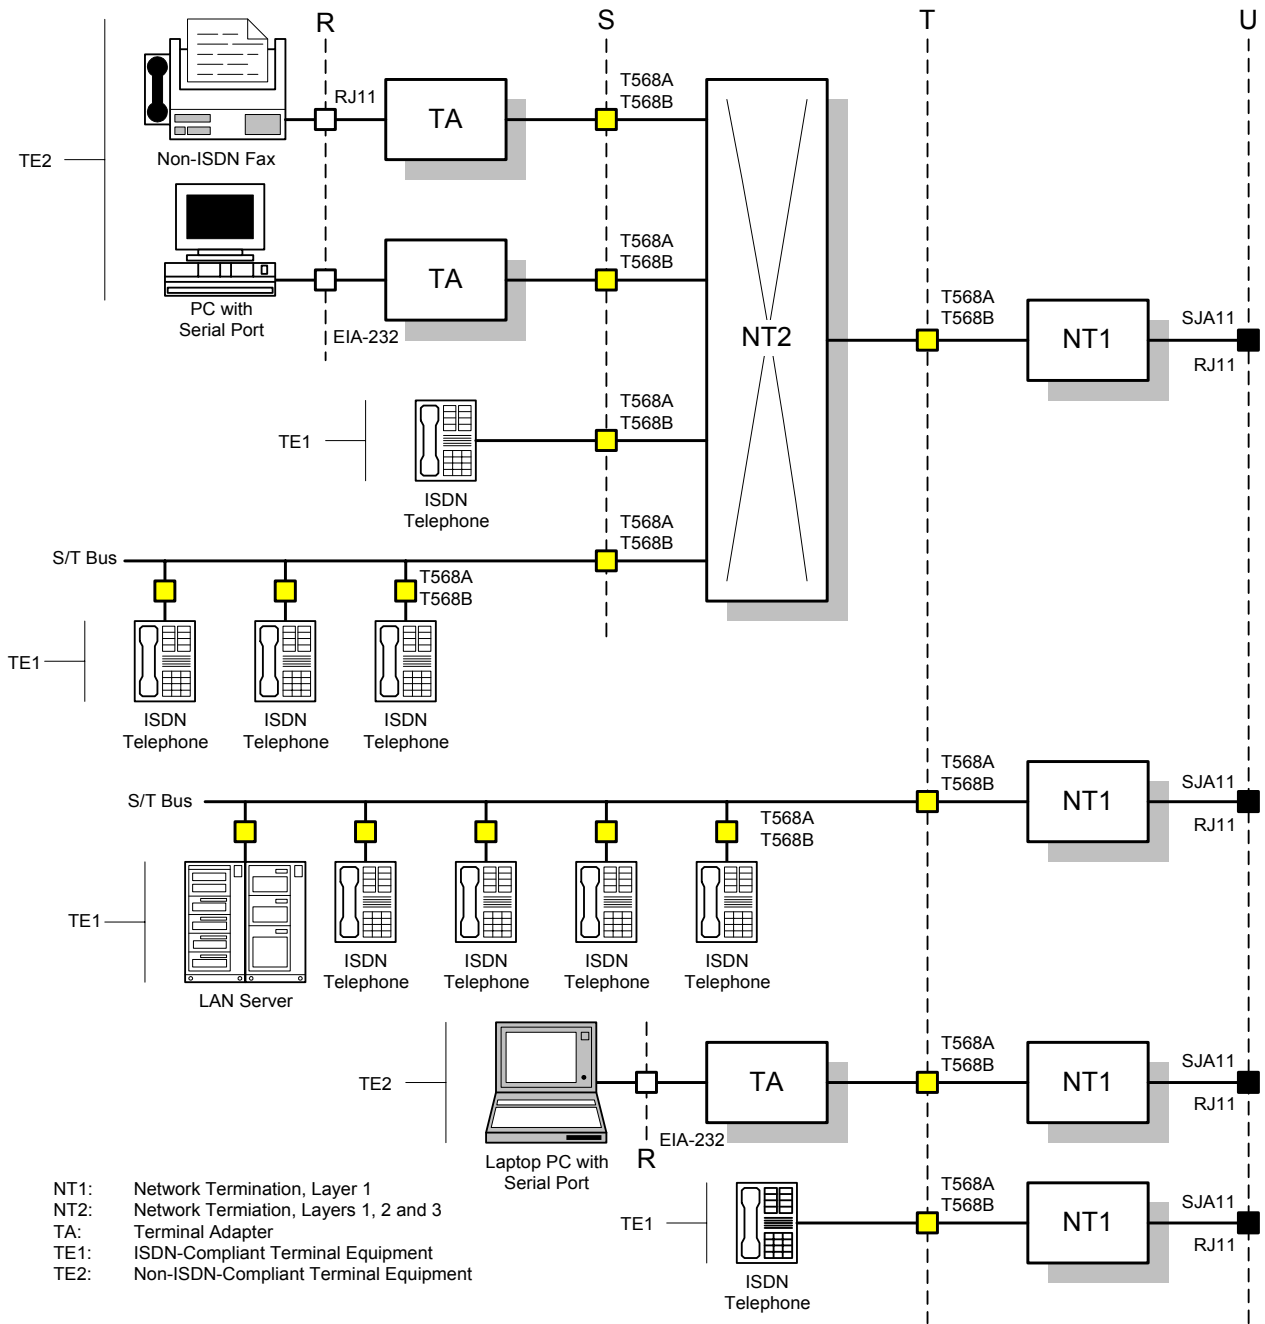 R
S
T
U
RJ11
T568A
T568B
TA
TE2
Non-ISDN Fax
T568A
T568B
TA
PC with
Serial Port
EIA-232
NT2
T568A
T568B
NT1
SJA11
RJ11
T568A
T568B
TE1
ISDN
Telephone
T568A
T568B
S/T Bus
T568A
T568B
TE1
ISDN
Telephone
ISDN
Telephone
ISDN
Telephone
T568A
T568B
NT1
SJA11
RJ11
S/T Bus
T568A
T568B
TE1
LAN Server
ISDN
Telephone
ISDN
Telephone
ISDN
Telephone
ISDN
Telephone
TE2
Laptop PC with
Serial Port
R
EIA-232
TA
T568A
T568B
NT1
SJA11
RJ11
TE1
ISDN
Telephone
T568A
T568B
NT1
SJA11
RJ11
NT1: Network Termination, Layer 1
NT2: Network Termiation, Layers 1, 2 and 3
TA: Terminal Adapter
TE1: ISDN-Compliant Terminal Equipment
TE2: Non-ISDN-Compliant Terminal Equipment